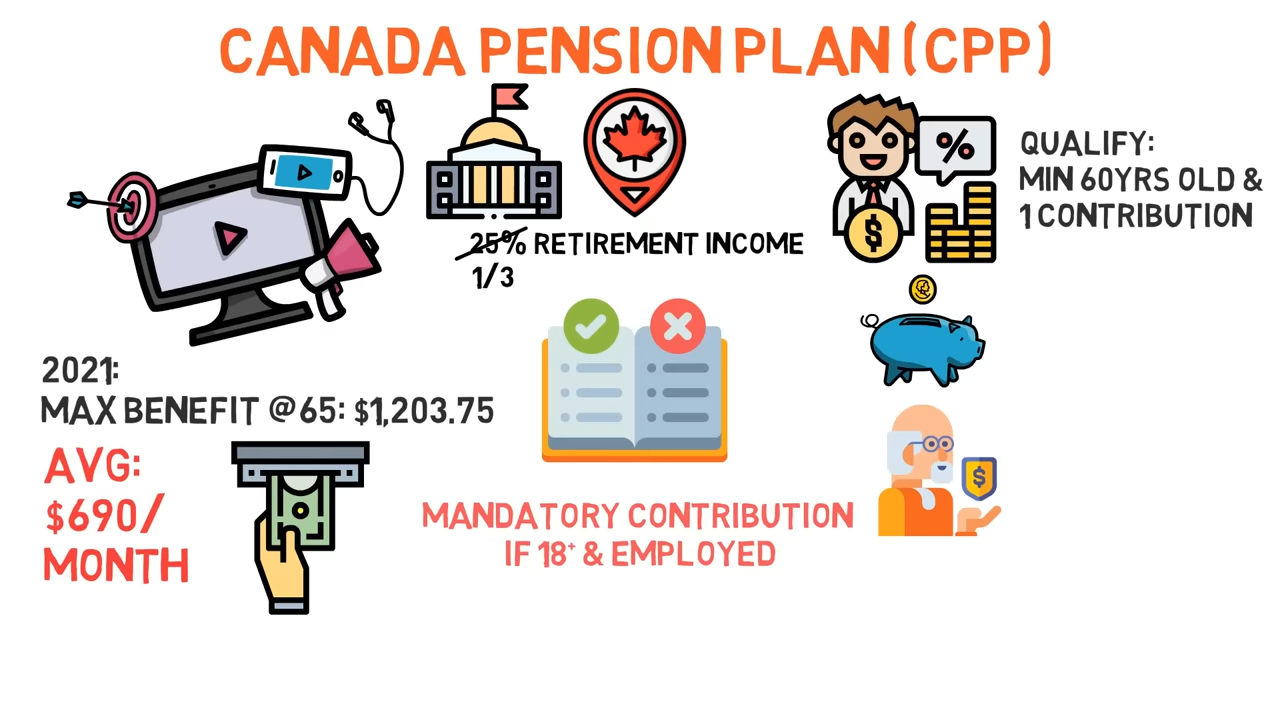 CANADA PENSION PLAN (CPP)
25% RETIREMENT INCOME
1/3
%
QUALIFY:
MIN 60YRS OLD &
1 CONTRIBUTION
$
2021:
MAX BENEFIT @65: $1,203.75
AVG:
$690/
MONTH
MANDATORY CONTRIBUTION
IF 18+ & EMPLOYED
$